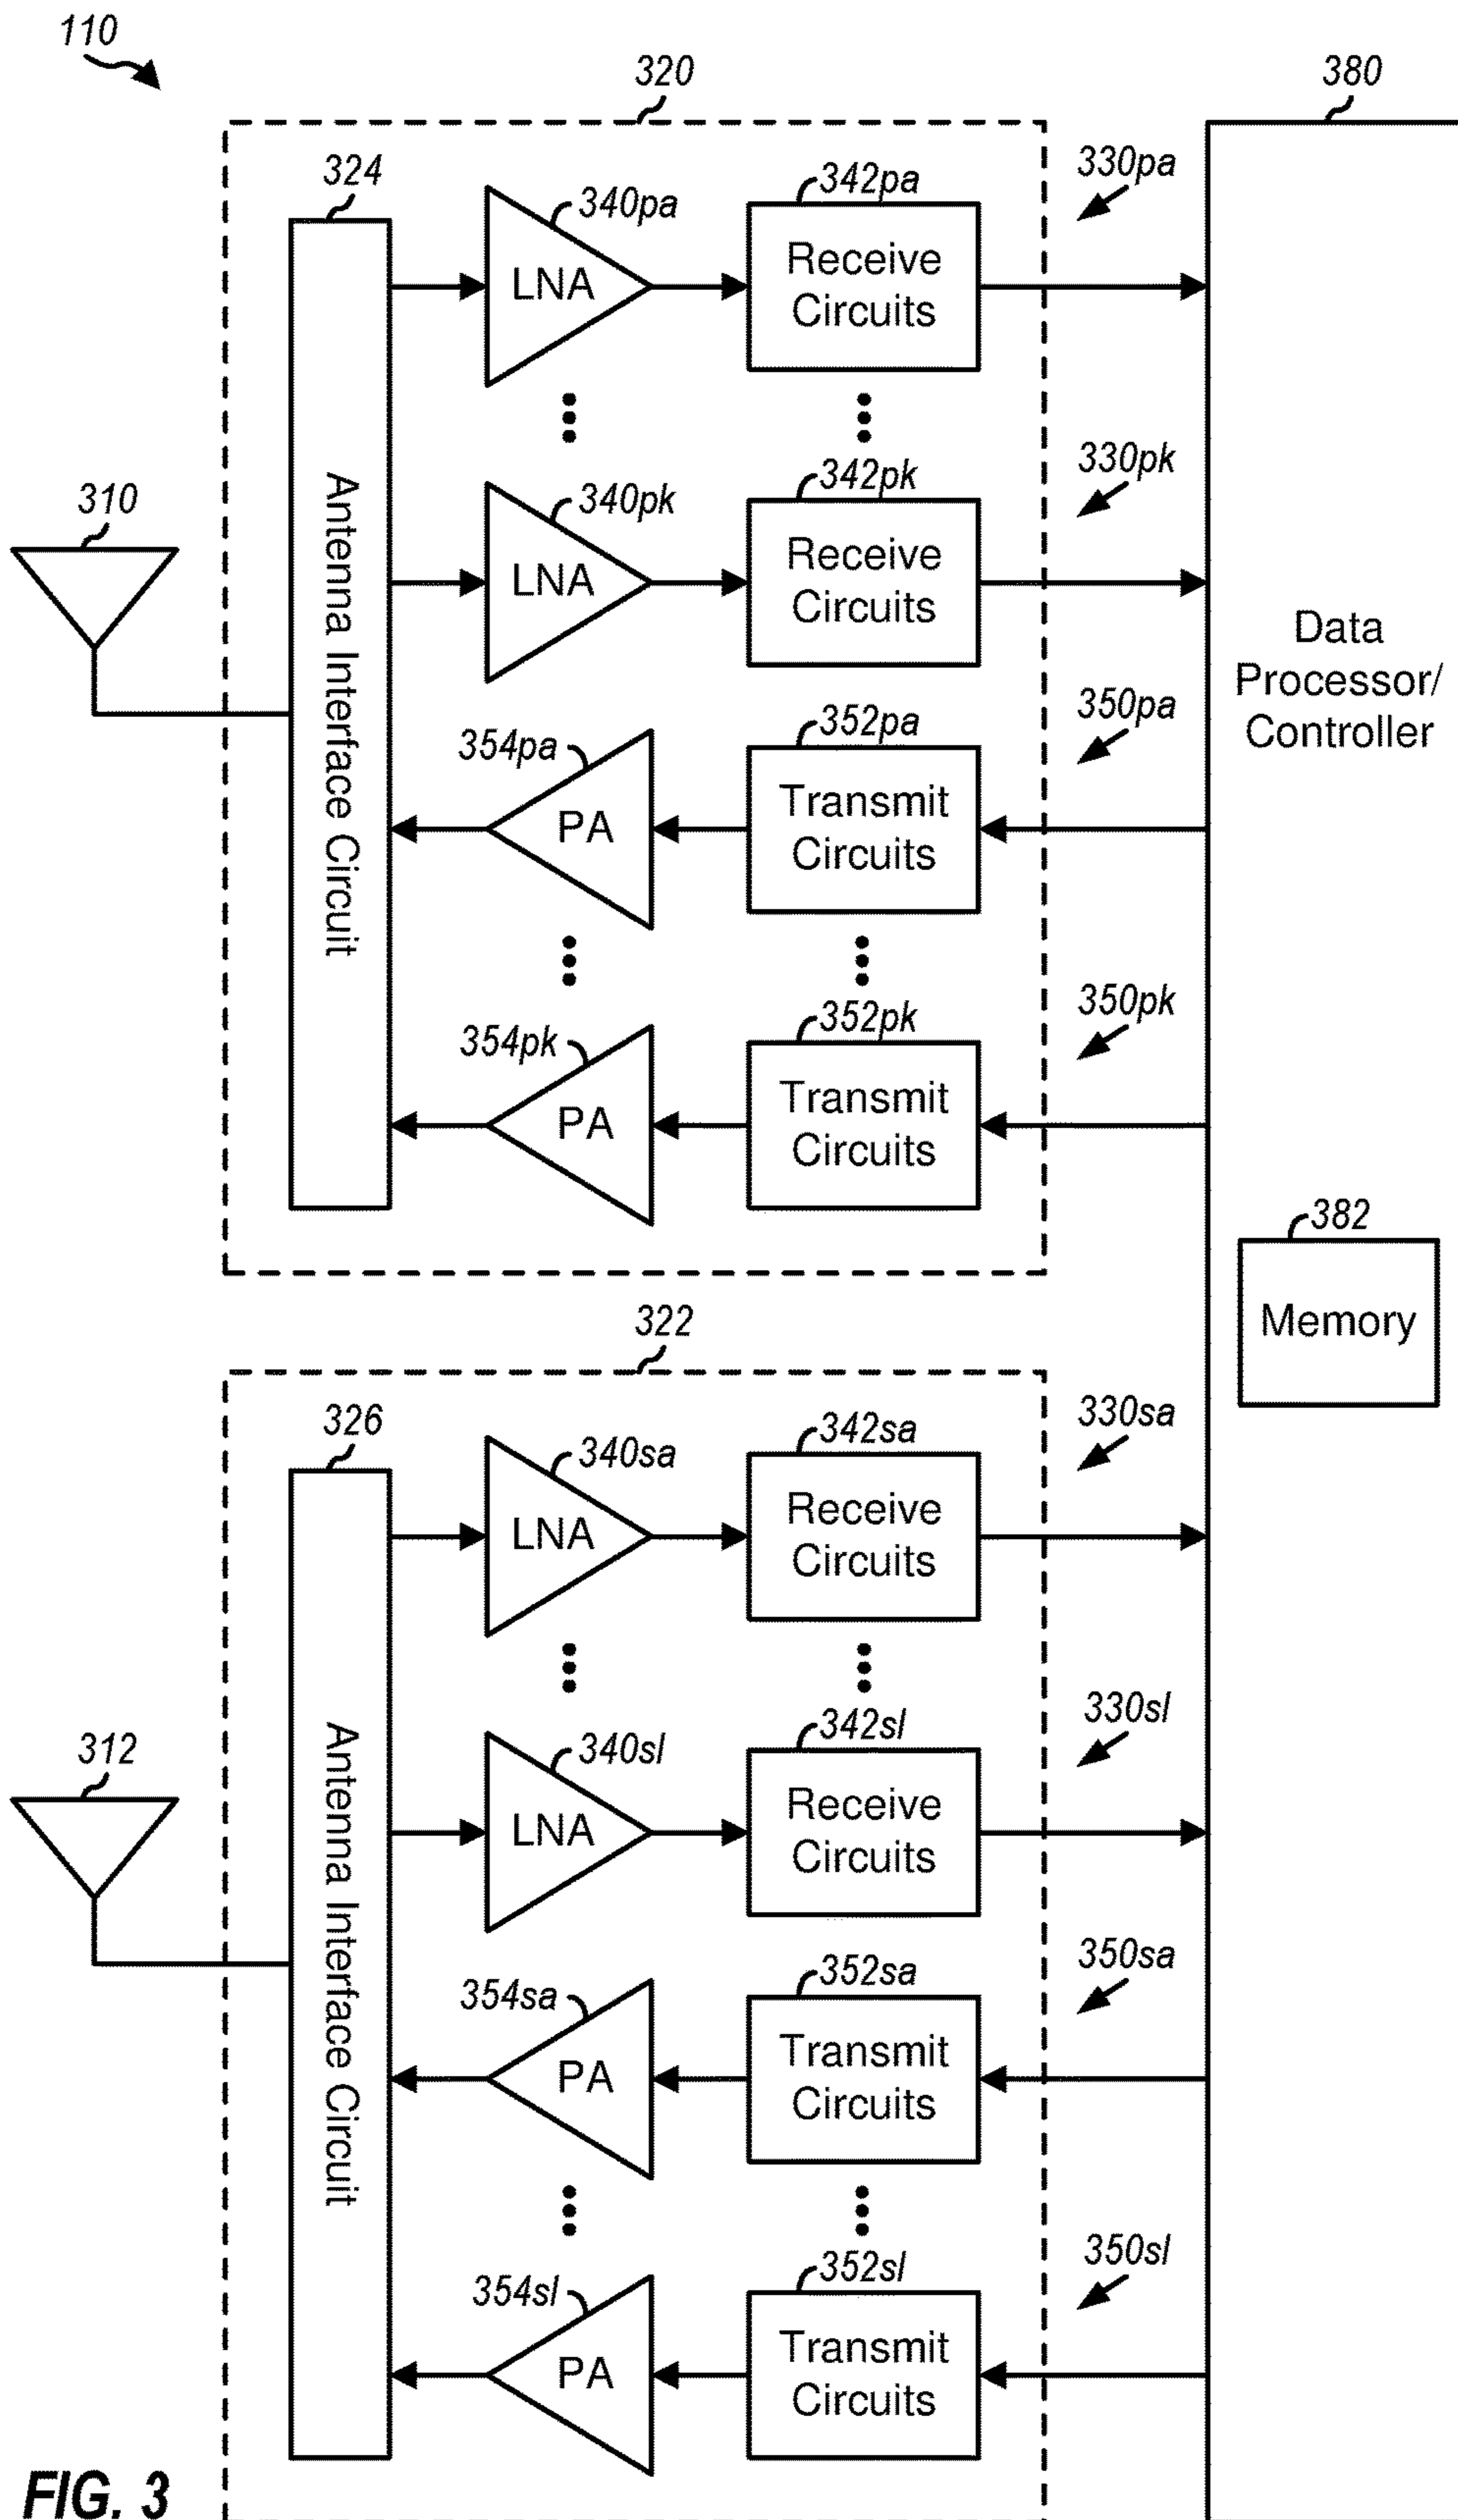 110
320
380
324
340pa
342pa
330pa
LNA
Receive
Circuits
310
Antenna Interface Circuit
340pk
342pk
330pk
LNA
Receive
Circuits
Data
Processor/
Controller
354pa
352pa
350pa
PA
Transmit
Circuits
354pk
352pk
350pk
PA
Transmit
Circuits
382
Memory
322
326
340sa
342sa
330sa
LNA
Receive
Circuits
312
Antenna Interface Circuit
340sl
342sl
330sl
LNA
Receive
Circuits
354sa
352sa
350sa
PA
Transmit
Circuits
354sl
352sl
350sl
PA
Transmit
Circuits
FIG. 3